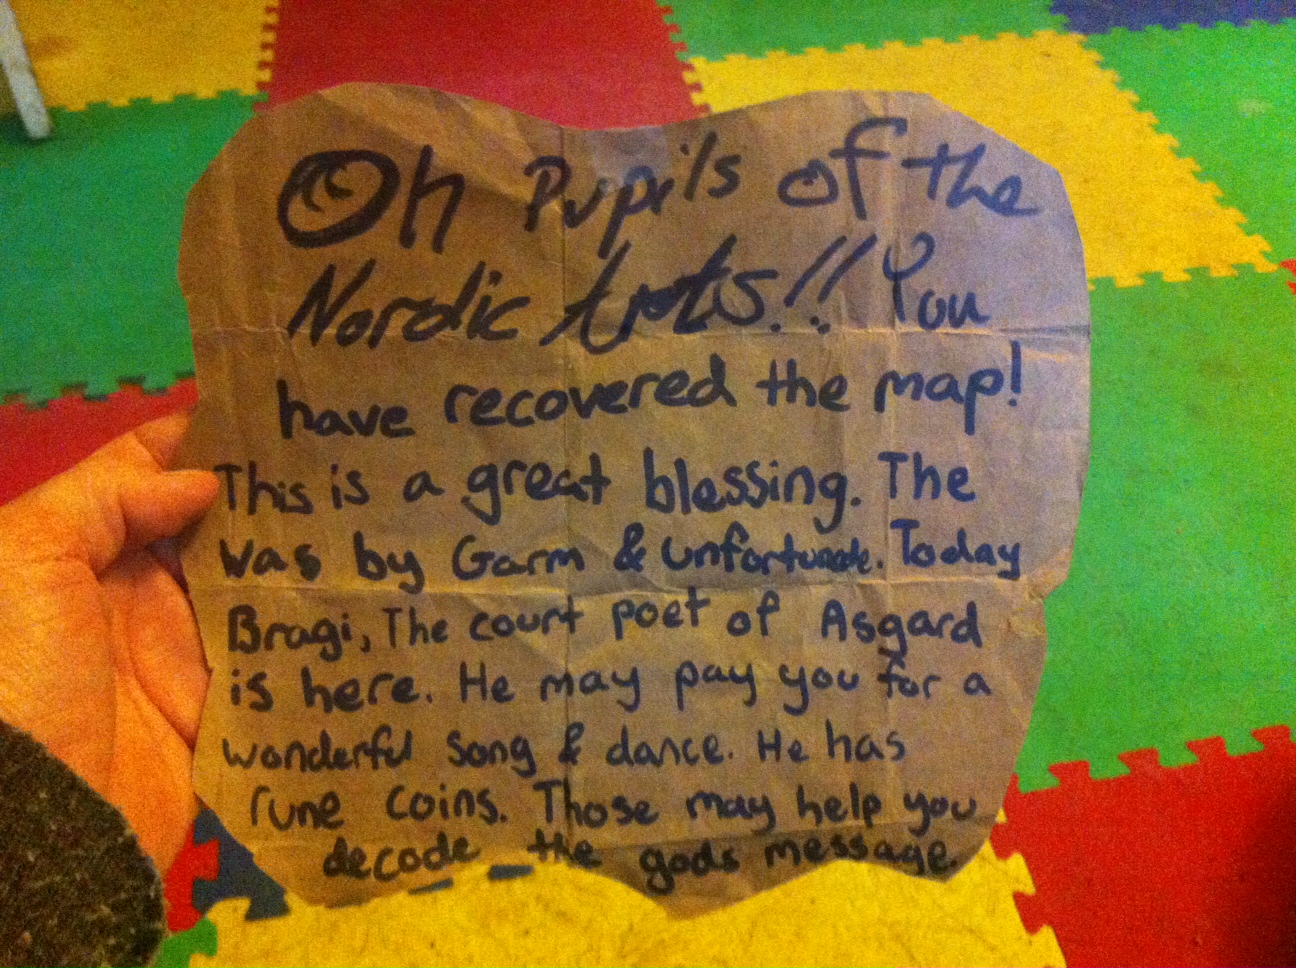 Oh Pupils of the
Nordic Arts!! You
have recovered the map!
This is a great blessing. The
was by Garm & unfortunate. Today
Bragi, The court poet of Asgard
is here. He may pay you for a
wonderful song & dance. He has
rune coins. Those may help you
decode the gods message.